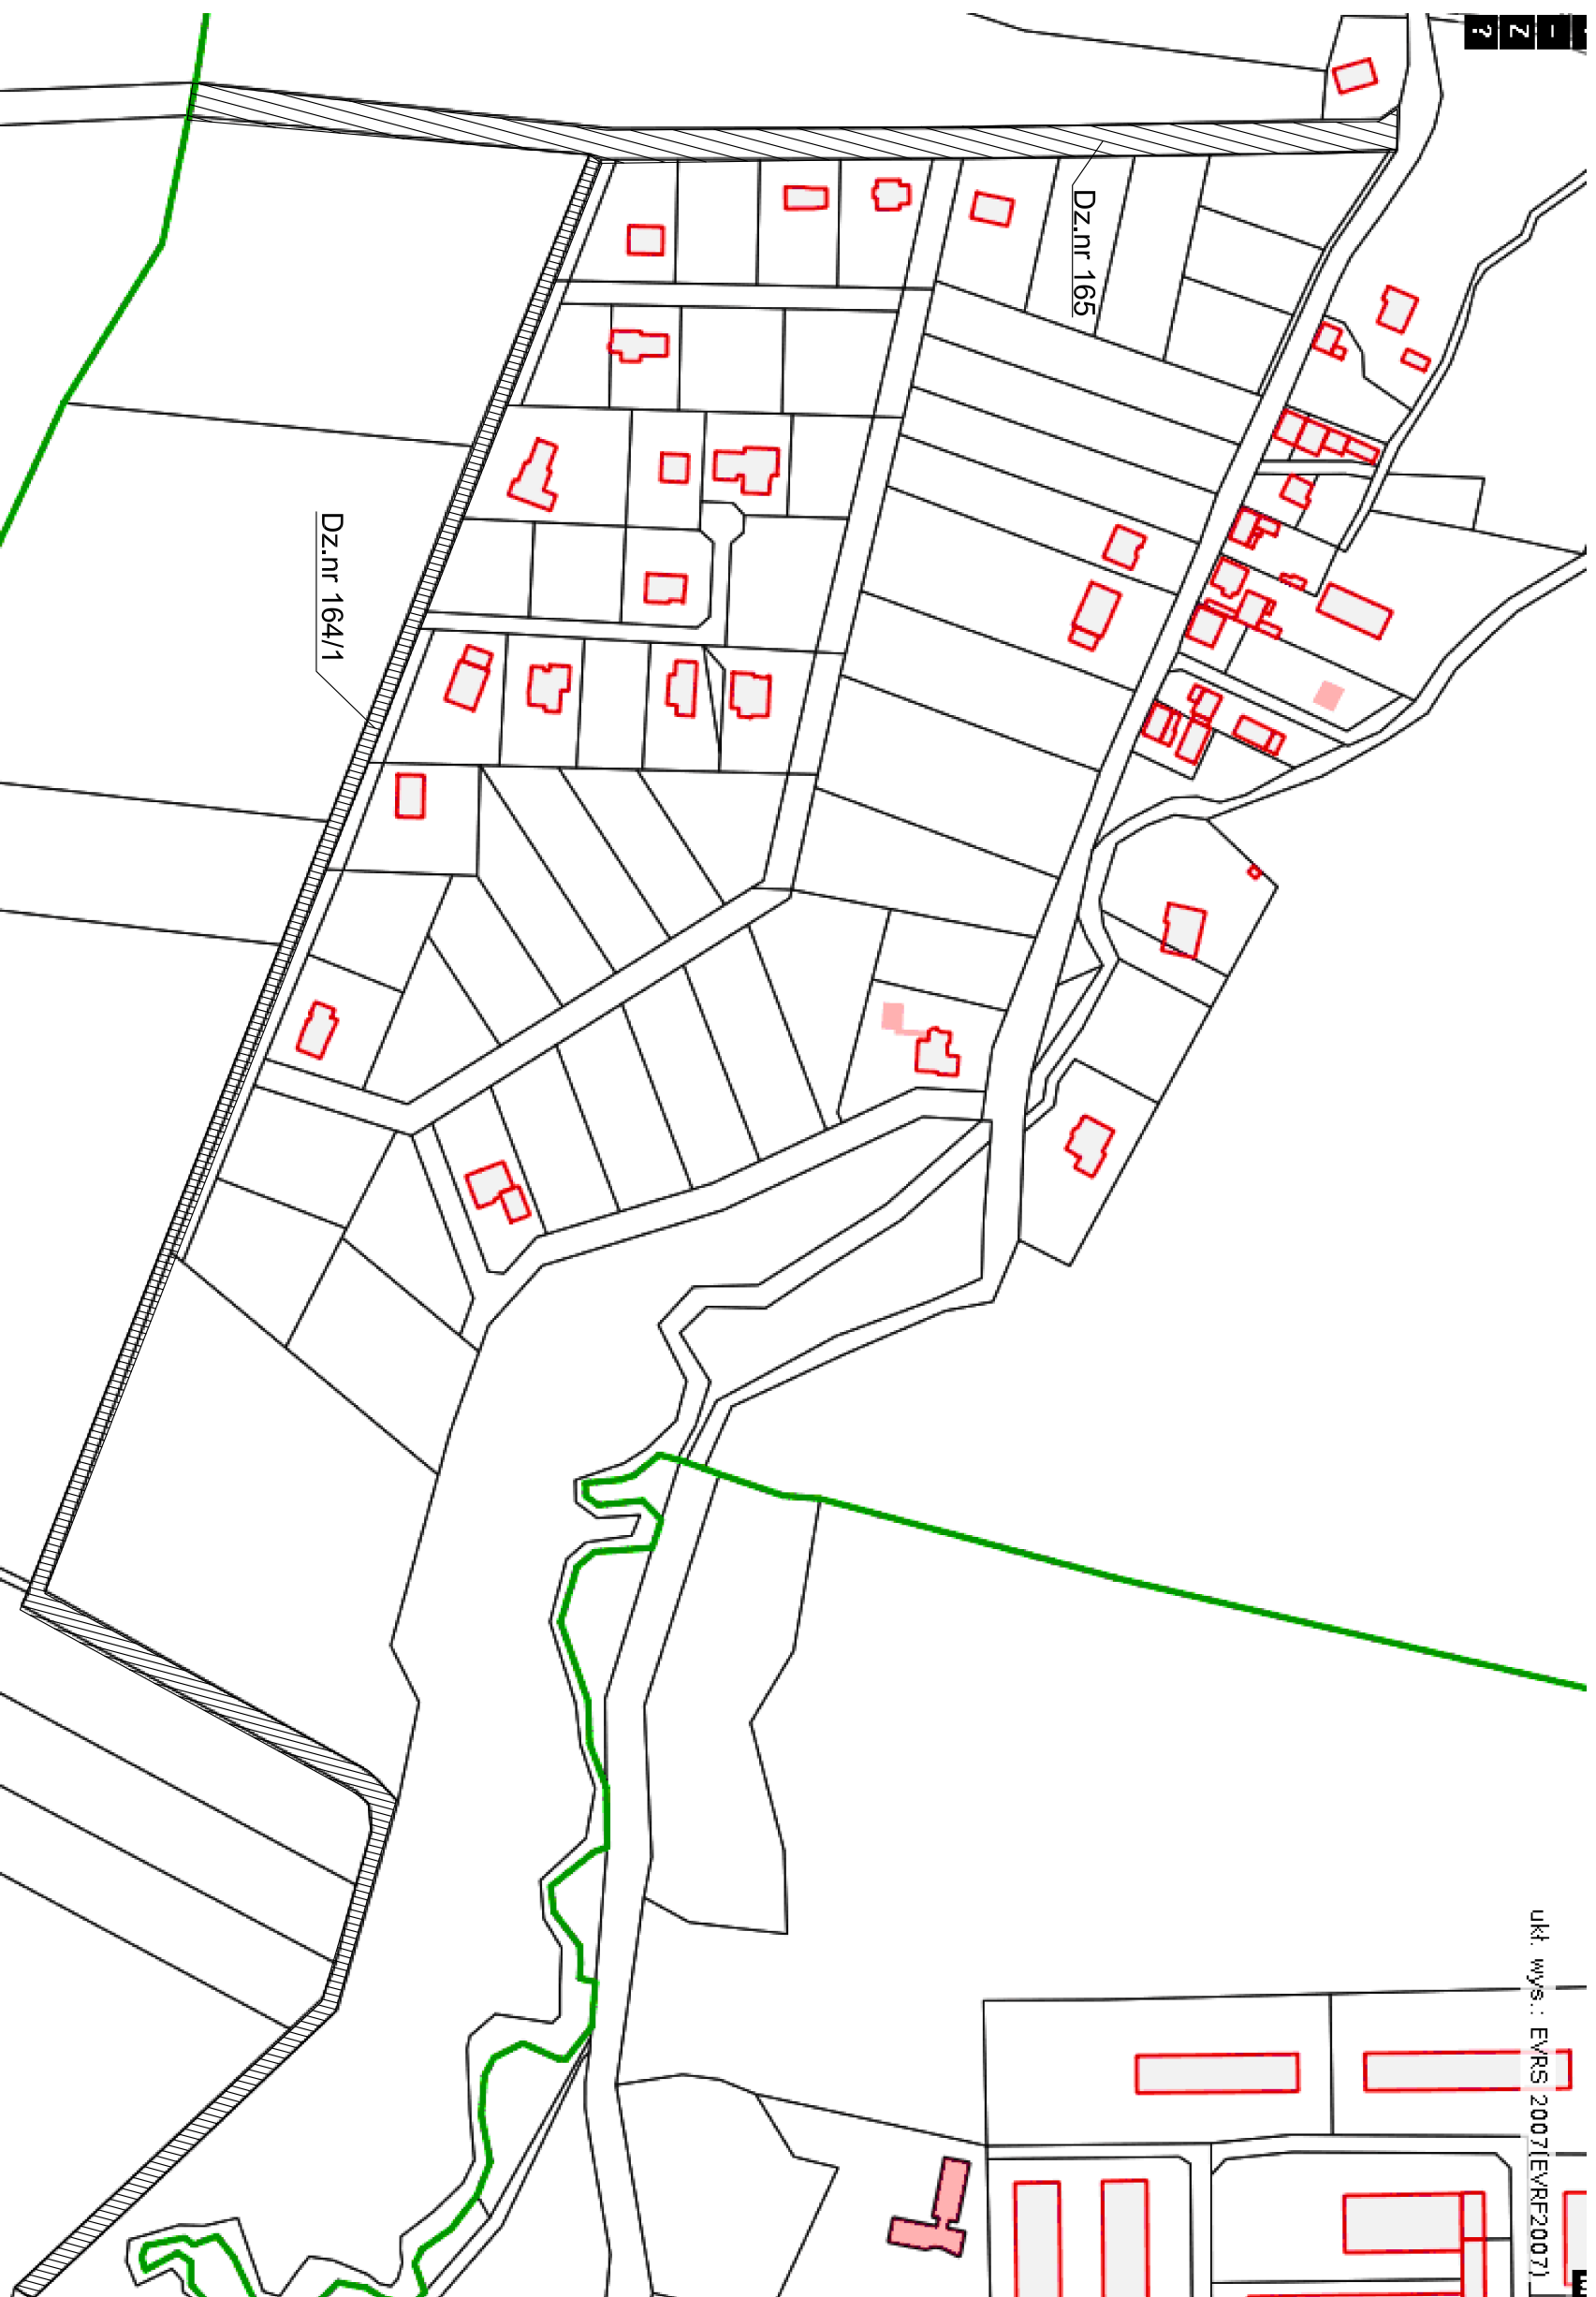 ? Z –
Dz.nr 165
Dz.nr 164/1
ukł. wys.: EVRS 2007(EVRF2007)